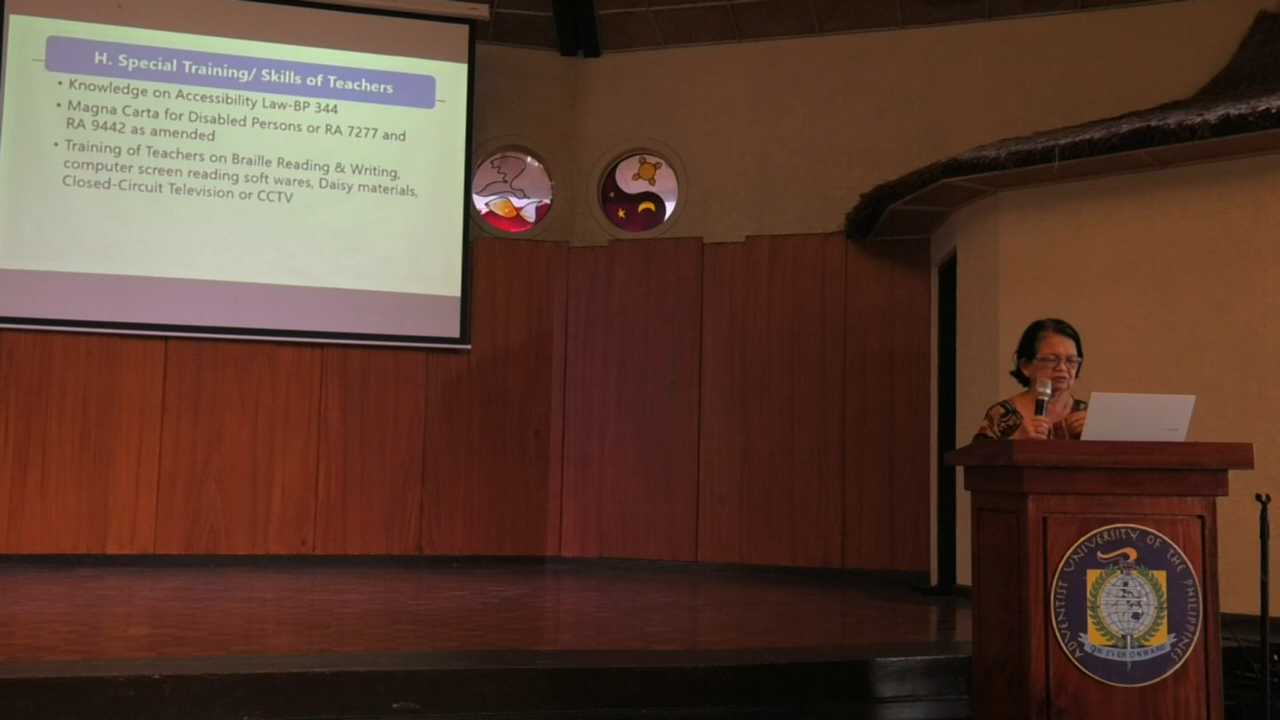 H. Special Training/ Skills of Teachers
• Knowledge on Accessibility Law-BP 344
• Magna Carta for Disabled Persons or RA 7277 and
RA 9442 as amended
• Training of Teachers on Braille Reading & Writing,
computer screen reading soft wares, Daisy materials,
Closed-Circuit Television or CCTV
ADVENTIST UNIVERSITY OF THE PHILIPPINES
ON EVER ONWARD